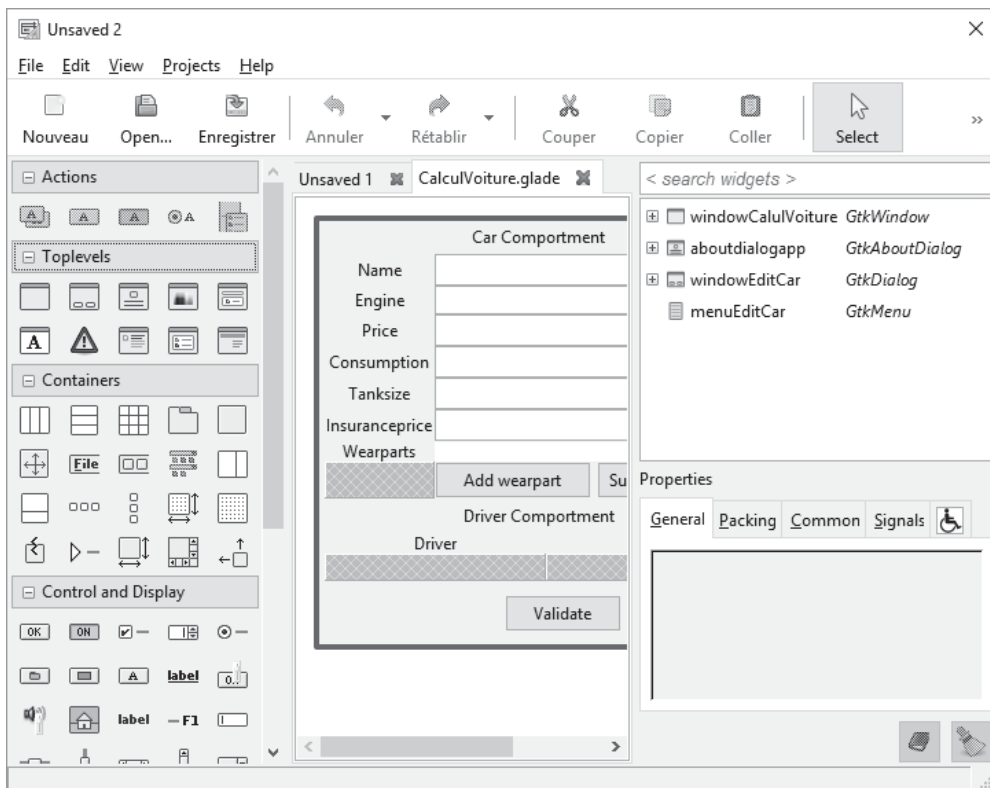 Unsaved 2
File Edit View Projects Help
Nouveau Open... Enregistrer Annuler Rétablir Couper Copier Coller Select »
Actions
A A A A
Toplevels
A
Containers
File
Control and Display
OK ON
A label 0..
label F1
Unsaved 1 CalculVoiture.glade
Car Compartment
Name
Engine
Price
Consumption
Tanksize
Insuranceprice
Wearparts
Add wearpart Su
Driver Compartment
Driver
Validate
< search widgets >
windowCalulVoiture GtkWindow
aboutdialogapp GtkAboutDialog
windowEditCar GtkDialog
menuEditCar GtkMenu
Properties
General Packing Common Signals